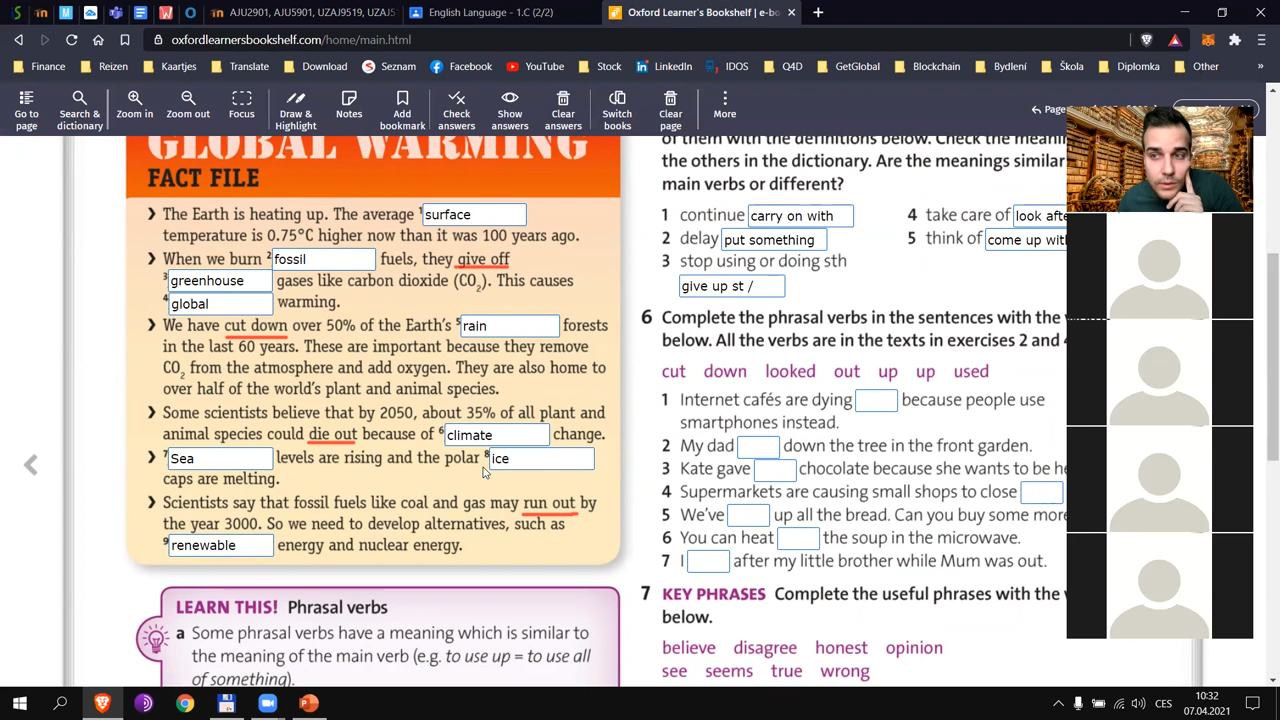 AJU2901, AJU5901, UZAJ9519, UZAJ5
English Language - 1.C (2/2)
Oxford Learner's Bookshelf | e-bo
oxfordlearnersbookshelf.com/home/main.html
Finance
Reizen
Kaartjes
Translate
Download
Seznam
Facebook
YouTube
Stock
LinkedIn
IDOS
Q4D
GetGlobal
Blockchain
Bydlení
Škola
Diplomka
Other
Go to page
Search & dictionary
Zoom in
Zoom out
Focus
Draw & Highlight
Notes
Add bookmark
Check answers
Show answers
Clear answers
Switch books
Clear page
More
Page
GLOBAL WARMING
FACT FILE
The Earth is heating up. The average 1 surface
temperature is 0.75°C higher now than it was 100 years ago.
When we burn 2 fossil fuels, they give off
3 greenhouse gases like carbon dioxide (CO2). This causes
4 global warming.
We have cut down over 50% of the Earth's 5 rain forests
in the last 60 years. These are important because they remove
CO2 from the atmosphere and add oxygen. They are also home to
over half of the world's plant and animal species.
Some scientists believe that by 2050, about 35% of all plant and
animal species could die out because of 6 climate change.
7 Sea levels are rising and the polar 8 ice
caps are melting.
Scientists say that fossil fuels like coal and gas may run out by
the year 3000. So we need to develop alternatives, such as
9 renewable energy and nuclear energy.
LEARN THIS! Phrasal verbs
a Some phrasal verbs have a meaning which is similar to
the meaning of the main verb (e.g. to use up = to use all
of something).
of them with the definitions below. Check the meanin
the others in the dictionary. Are the meanings similar
main verbs or different?
1 continue carry on with
2 delay put something
3 stop using or doing sth
give up st /
4 take care of look afte
5 think of come up with
6 Complete the phrasal verbs in the sentences with the w
below. All the verbs are in the texts in exercises 2 and 4
cut down looked out up up used
1 Internet cafés are dying because people use
smartphones instead.
2 My dad down the tree in the front garden.
3 Kate gave chocolate because she wants to be he
4 Supermarkets are causing small shops to close
5 We've up all the bread. Can you buy some more
6 You can heat the soup in the microwave.
7 I after my little brother while Mum was out.
7 KEY PHRASES Complete the useful phrases with the w
below.
believe disagree honest opinion
see seems true wrong
CES
10:32
07.04.2021